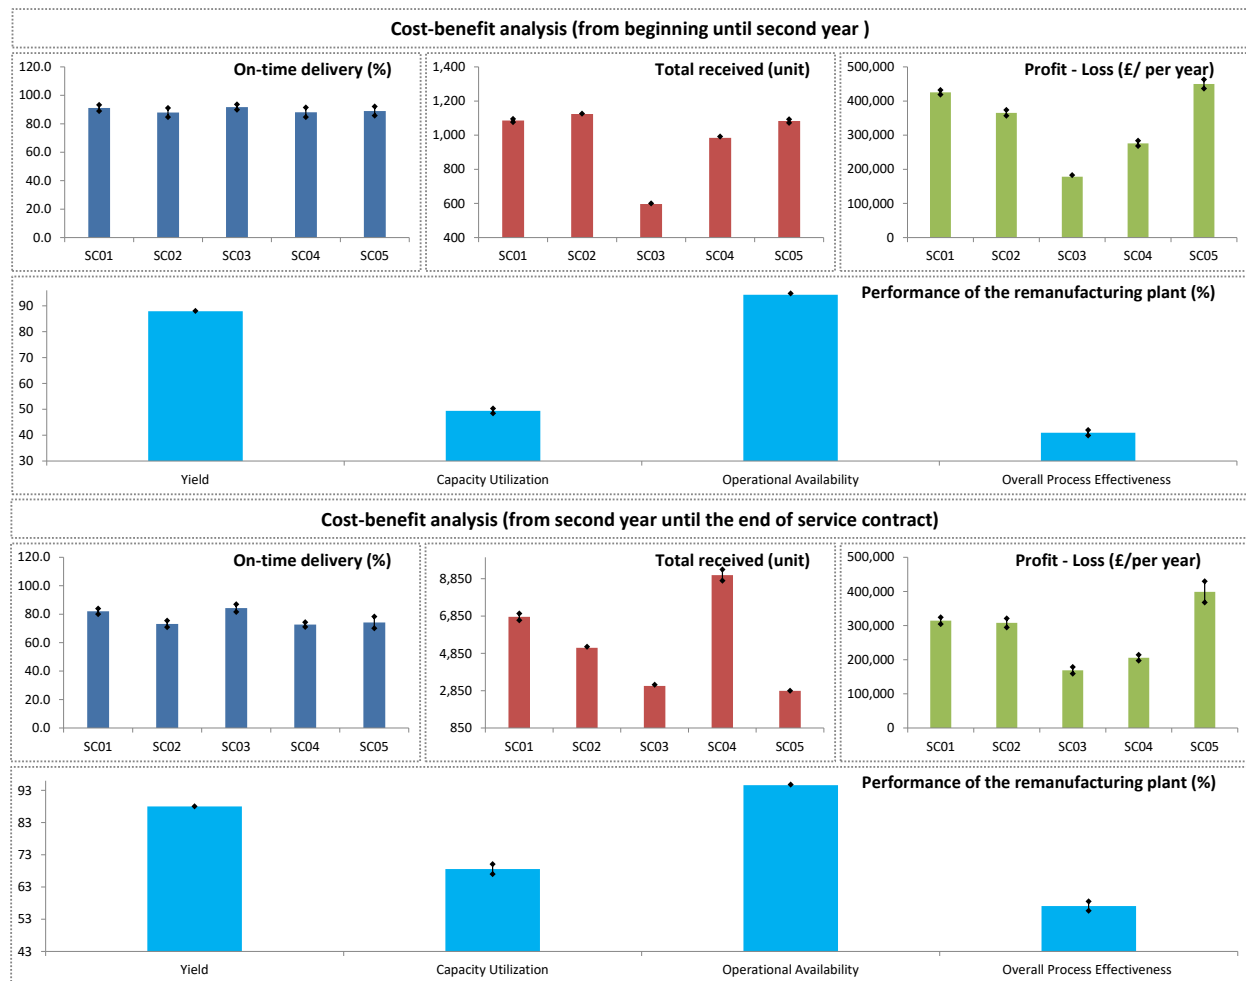 Cost-benefit analysis (from beginning until second year )
On-time delivery (%)
120.0
100.0
80.0
60.0
40.0
20.0
0.0
SC01 SC02 SC03 SC04 SC05
Total received (unit)
1,400
1,200
1,000
800
600
400
SC01 SC02 SC03 SC04 SC05
Profit - Loss (£/ per year)
500,000
400,000
300,000
200,000
100,000
0
SC01 SC02 SC03 SC04 SC05
Performance of the remanufacturing plant (%)
90
80
70
60
50
40
30
Yield Capacity Utilization Operational Availability Overall Process Effectiveness
Cost-benefit analysis (from second year until the end of service contract)
On-time delivery (%)
120.0
100.0
80.0
60.0
40.0
20.0
0.0
SC01 SC02 SC03 SC04 SC05
Total received (unit)
8,850
6,850
4,850
2,850
850
SC01 SC02 SC03 SC04 SC05
Profit - Loss (£/per year)
500,000
400,000
300,000
200,000
100,000
0
SC01 SC02 SC03 SC04 SC05
Performance of the remanufacturing plant (%)
93
83
73
63
53
43
Yield Capacity Utilization Operational Availability Overall Process Effectiveness